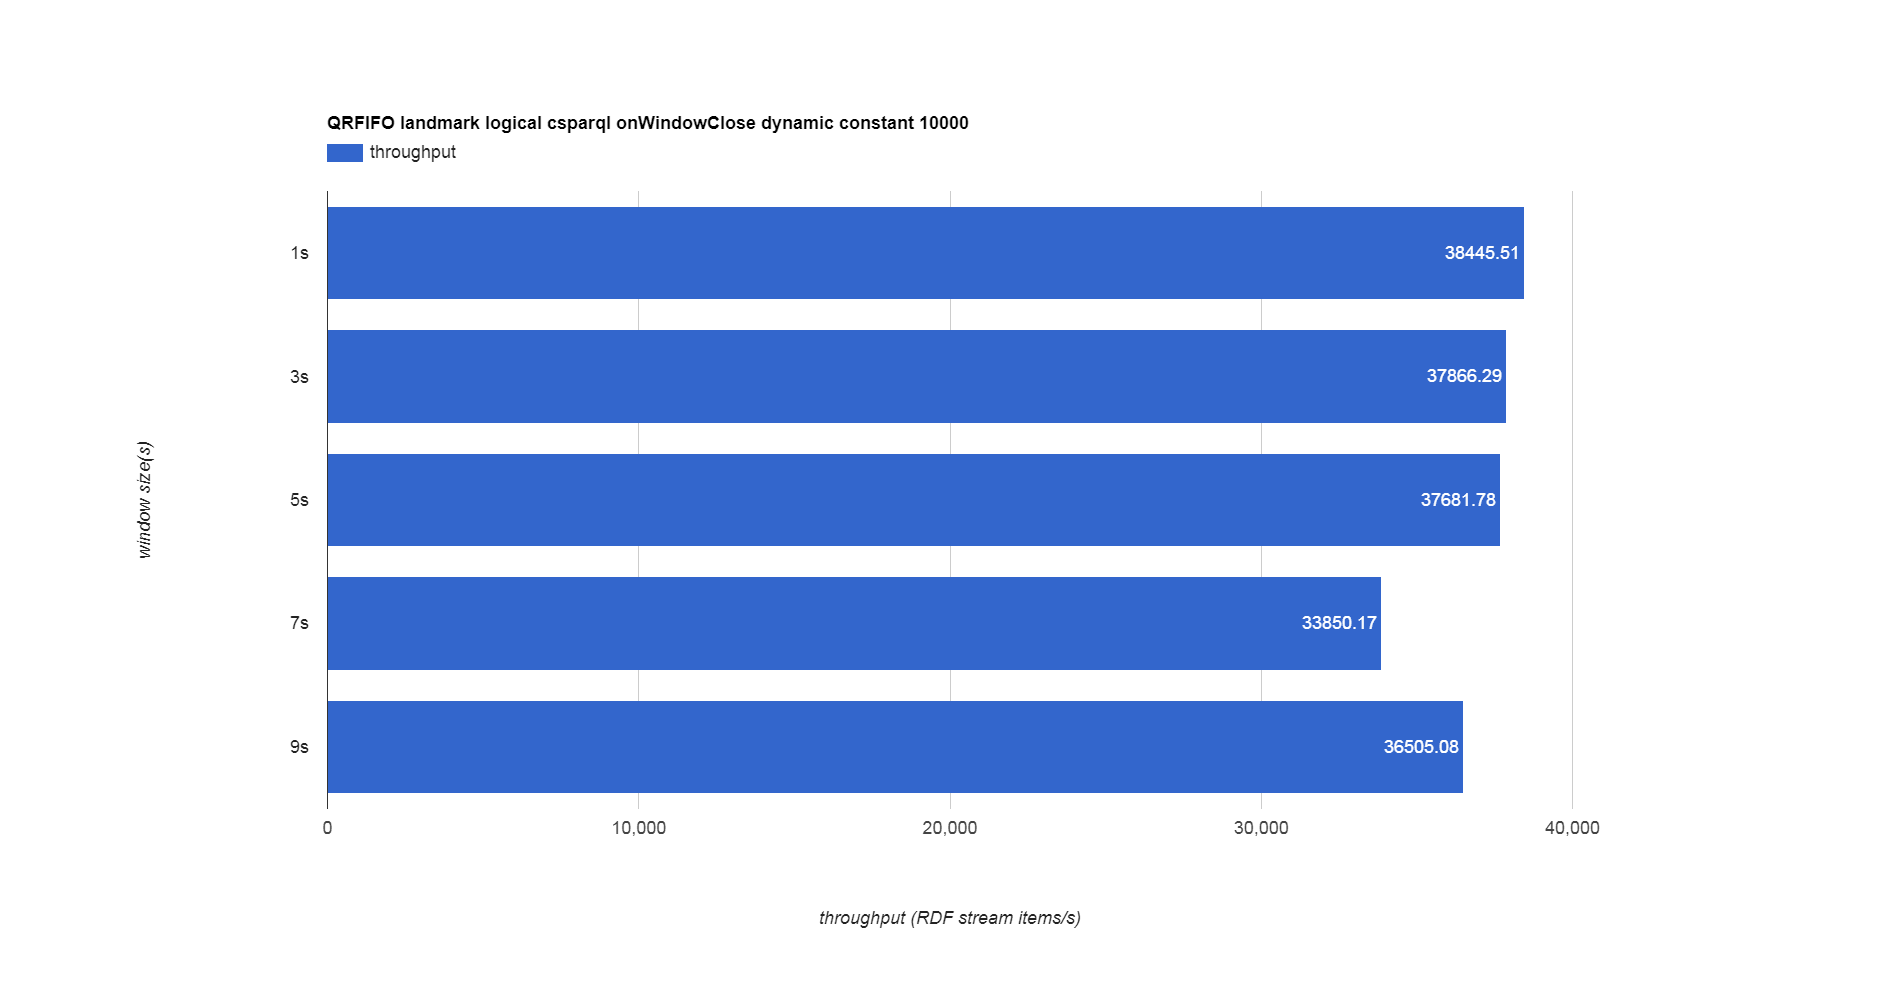 QRFIFO landmark logical csparql onWindowClose dynamic constant 10000
throughput
1s
38445.51
3s
37866.29
5s
37681.78
7s
33850.17
9s
36505.08
window size(s)
0 10,000 20,000 30,000 40,000
throughput (RDF stream items/s)